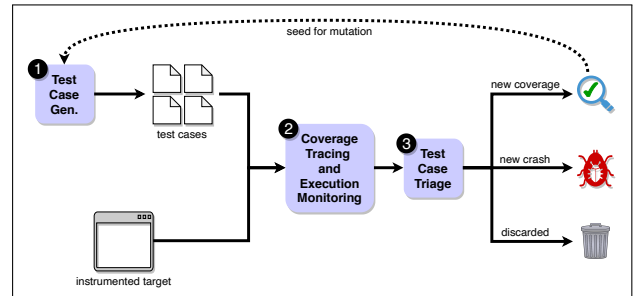 seed for mutation
1
Test
Case
Gen.
test cases
2
Coverage
Tracing
and
Execution
Monitoring
3
Test
Case
Triage
new coverage
new crash
discarded
instrumented target